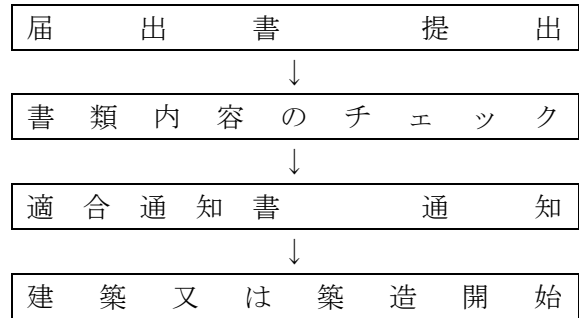 届出書 提出
↓
書類内容のチェック
↓
適合通知書 通知
↓
建築又は築造開始